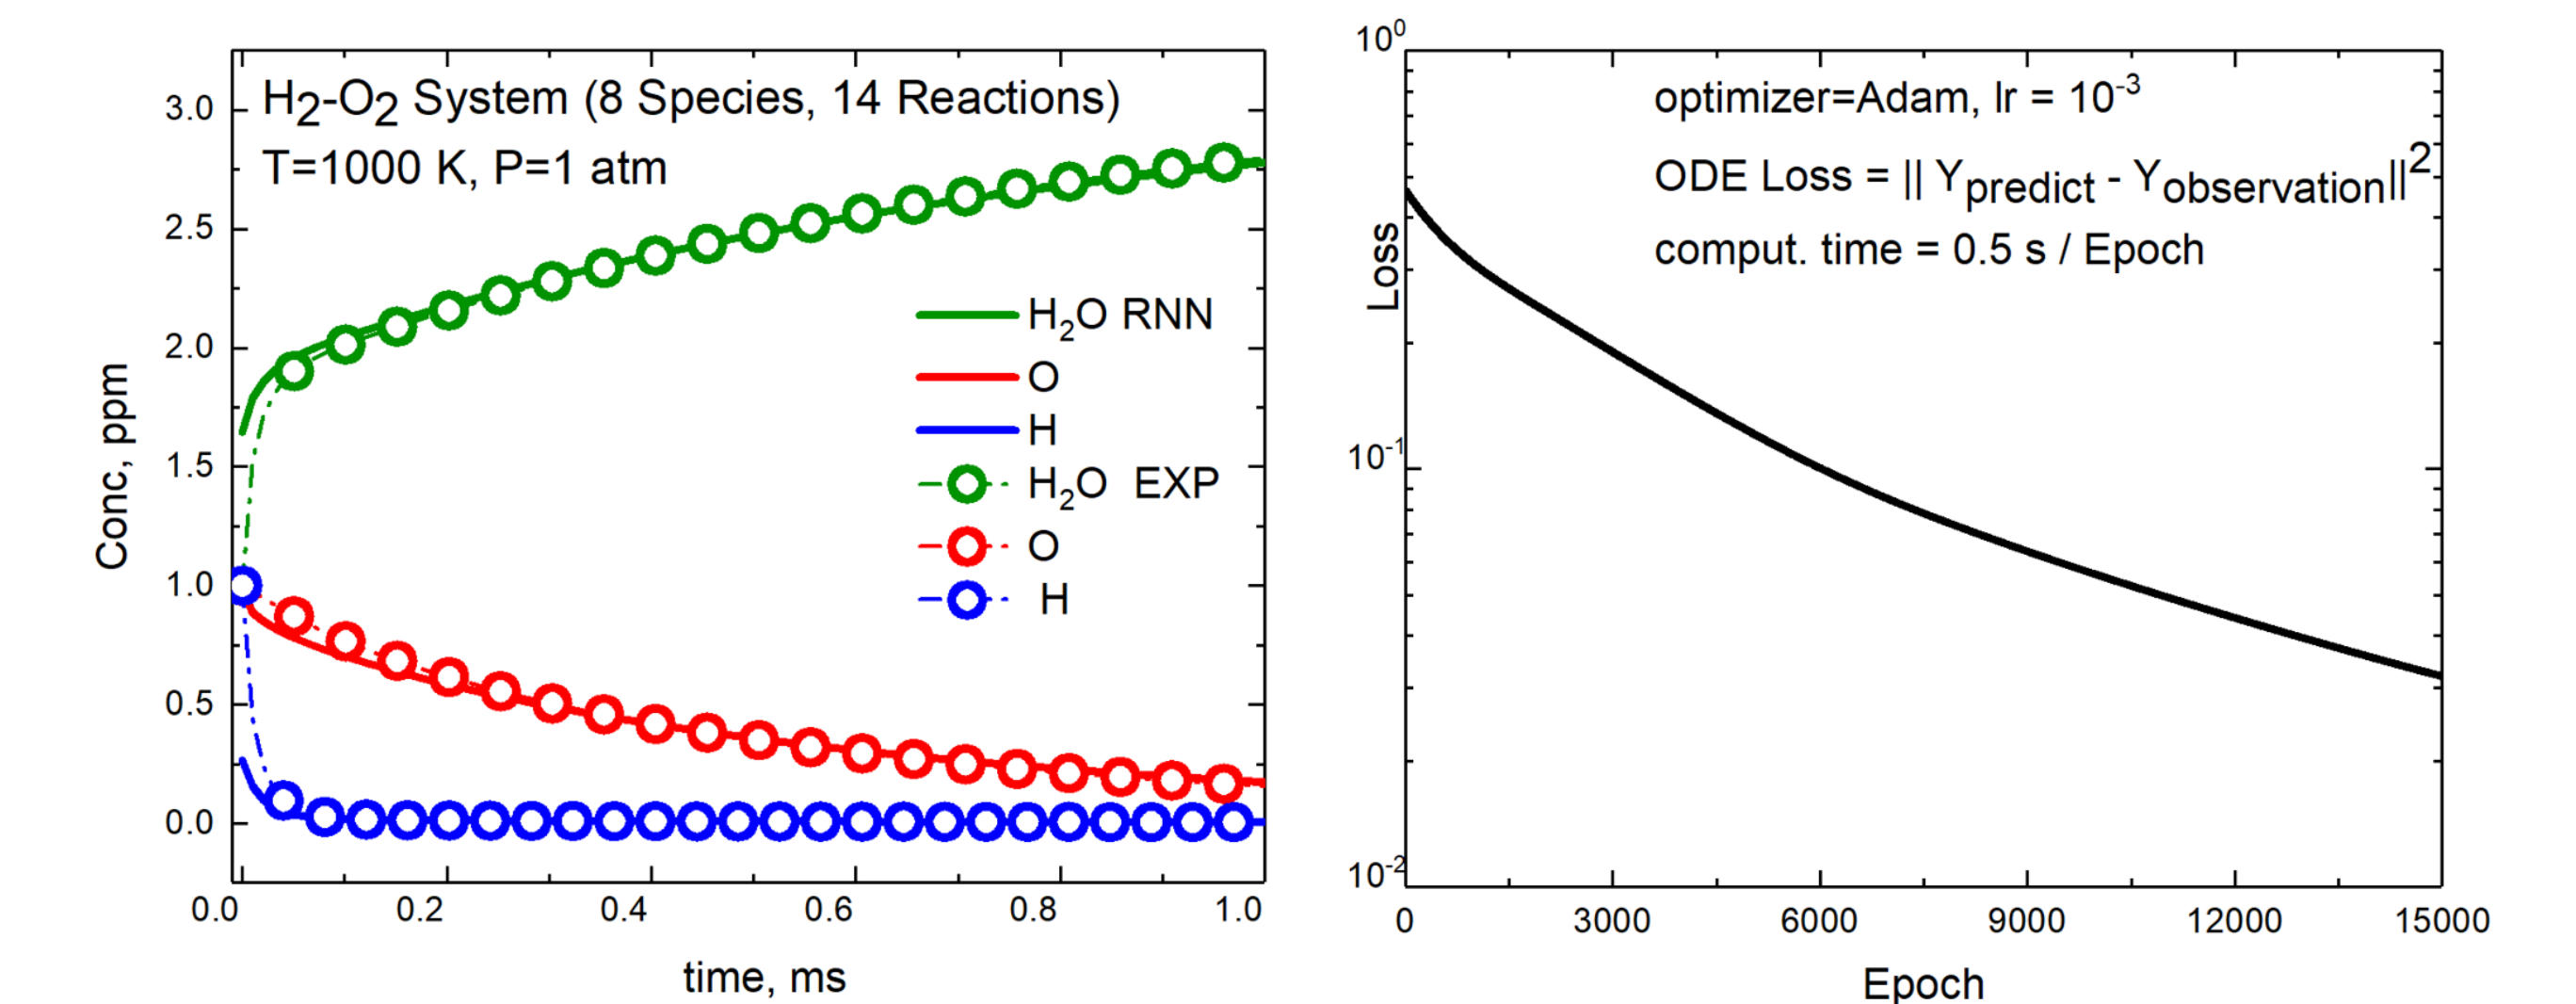 H2-O2 System (8 Species, 14 Reactions)
T=1000 K, P=1 atm
3.0
2.5
2.0
1.5
1.0
0.5
0.0
Conc, ppm
H2O RNN
O
H
H2O EXP
O
H
0.0 0.2 0.4 0.6 0.8 1.0
time, ms
10^0
10^-1
10^-2
Loss
optimizer=Adam, lr = 10^-3
ODE Loss = || Ypredict - Yobservation||^2
comput. time = 0.5 s / Epoch
0 3000 6000 9000 12000 15000
Epoch